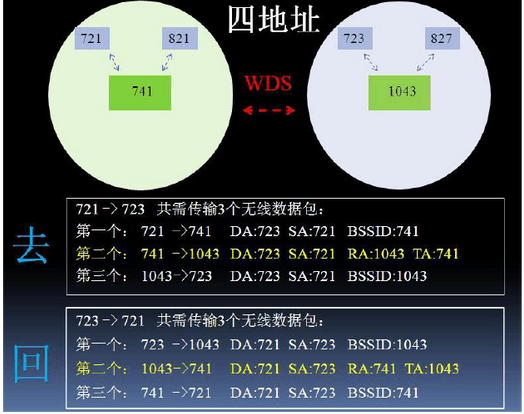 四地址
721 821 723 827
741 WDS 1043
去
721->723 共需传输3个无线数据包:
第一个: 721 ->741 DA:723 SA:721 BSSID:741
第二个: 741 ->1043 DA:723 SA:721 RA:1043 TA:741
第三个: 1043->723 DA:723 SA:721 BSSID:1043
回
723->721 共需传输3个无线数据包:
第一个: 723 ->1043 DA:721 SA:723 BSSID:1043
第二个: 1043->741 DA:721 SA:723 RA:741 TA:1043
第三个: 741 ->721 DA:721 SA:723 BSSID:741